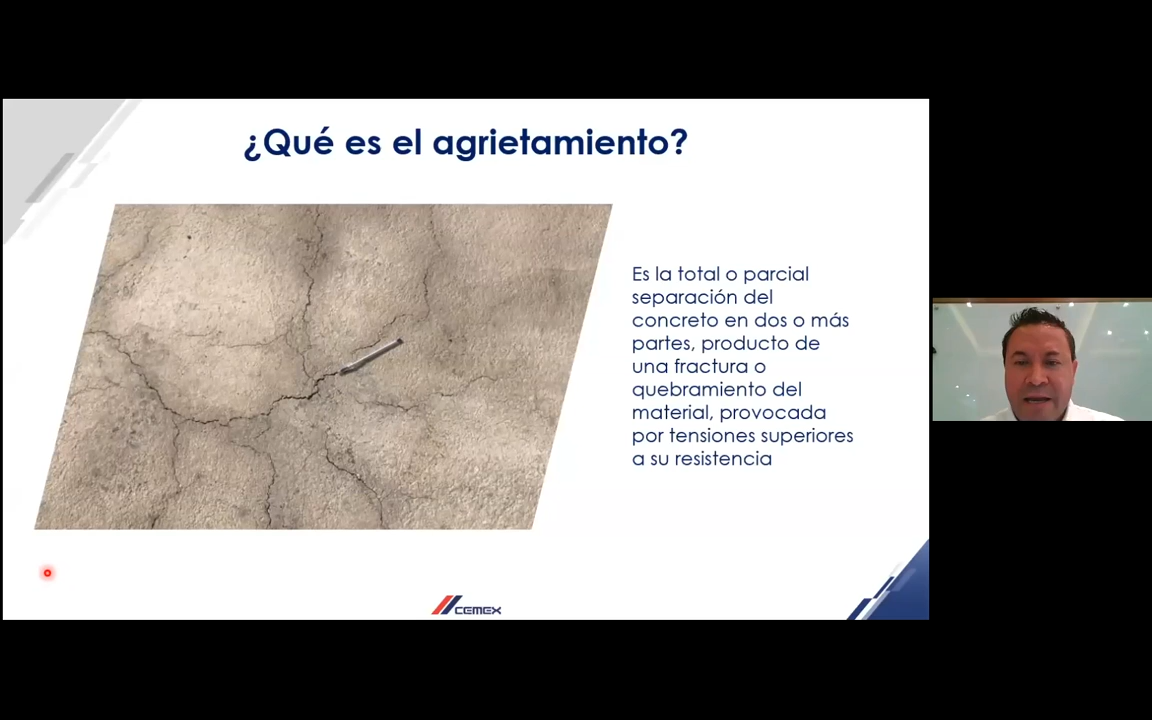 ¿Qué es el agrietamiento?
Es la total o parcial
separación del
concreto en dos o más
partes, producto de
una fractura o
quebramiento del
material, provocada
por tensiones superiores
a su resistencia
CEMEX